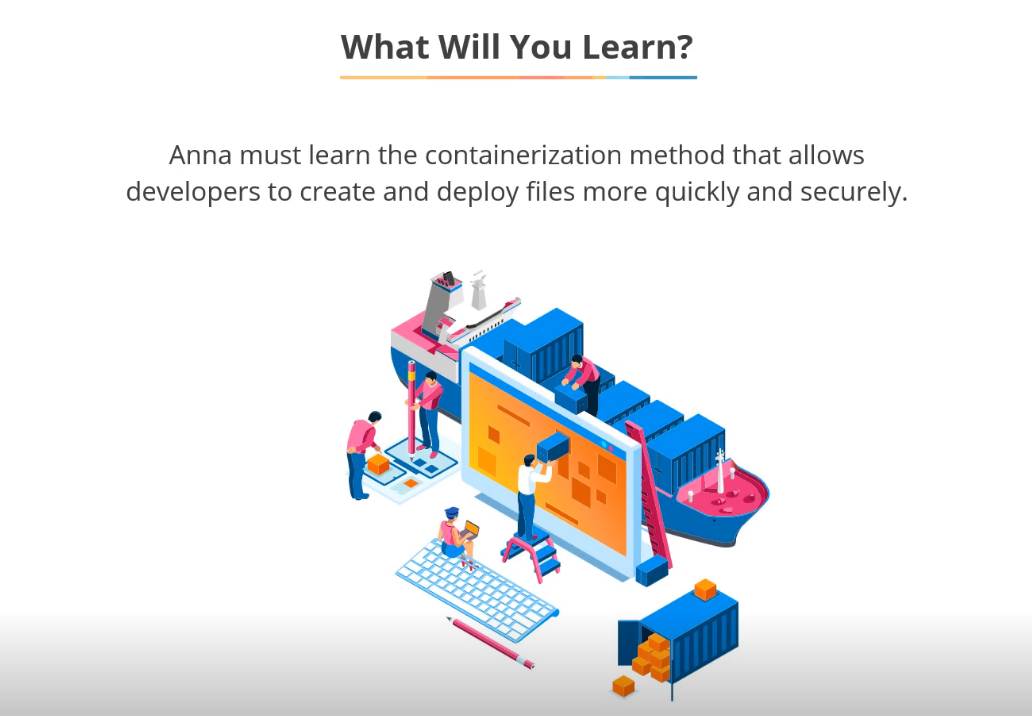 What Will You Learn?
Anna must learn the containerization method that allows
developers to create and deploy files more quickly and securely.